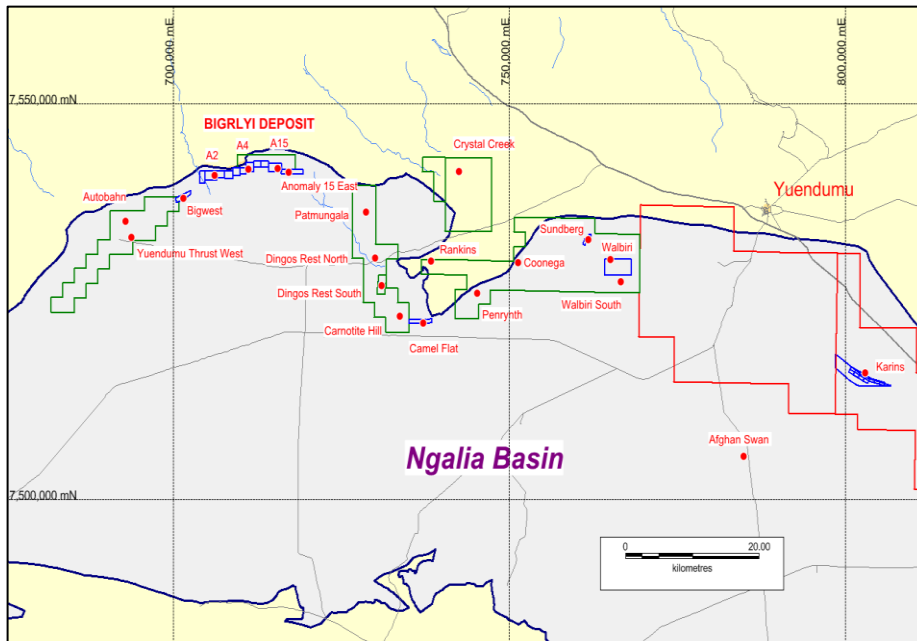 700,000 mE
750,000 mE
800,000 mE
7,550,000 mN
BIGRLYI DEPOSIT
A2
A4
A15
Crystal Creek
Anomaly 15 East
Autobahn
Bigwest
Patmungala
Yuendumu
Yuendumu Thrust West
Sundberg
Walbiri
Dingos Rest North
Rankins
Coonega
Dingos Rest South
Walbiri South
Penrynth
Carnotite Hill
Camel Flat
Karins
Afghan Swan
Ngalia Basin
7,500,000 mN
0
20.00
kilometres